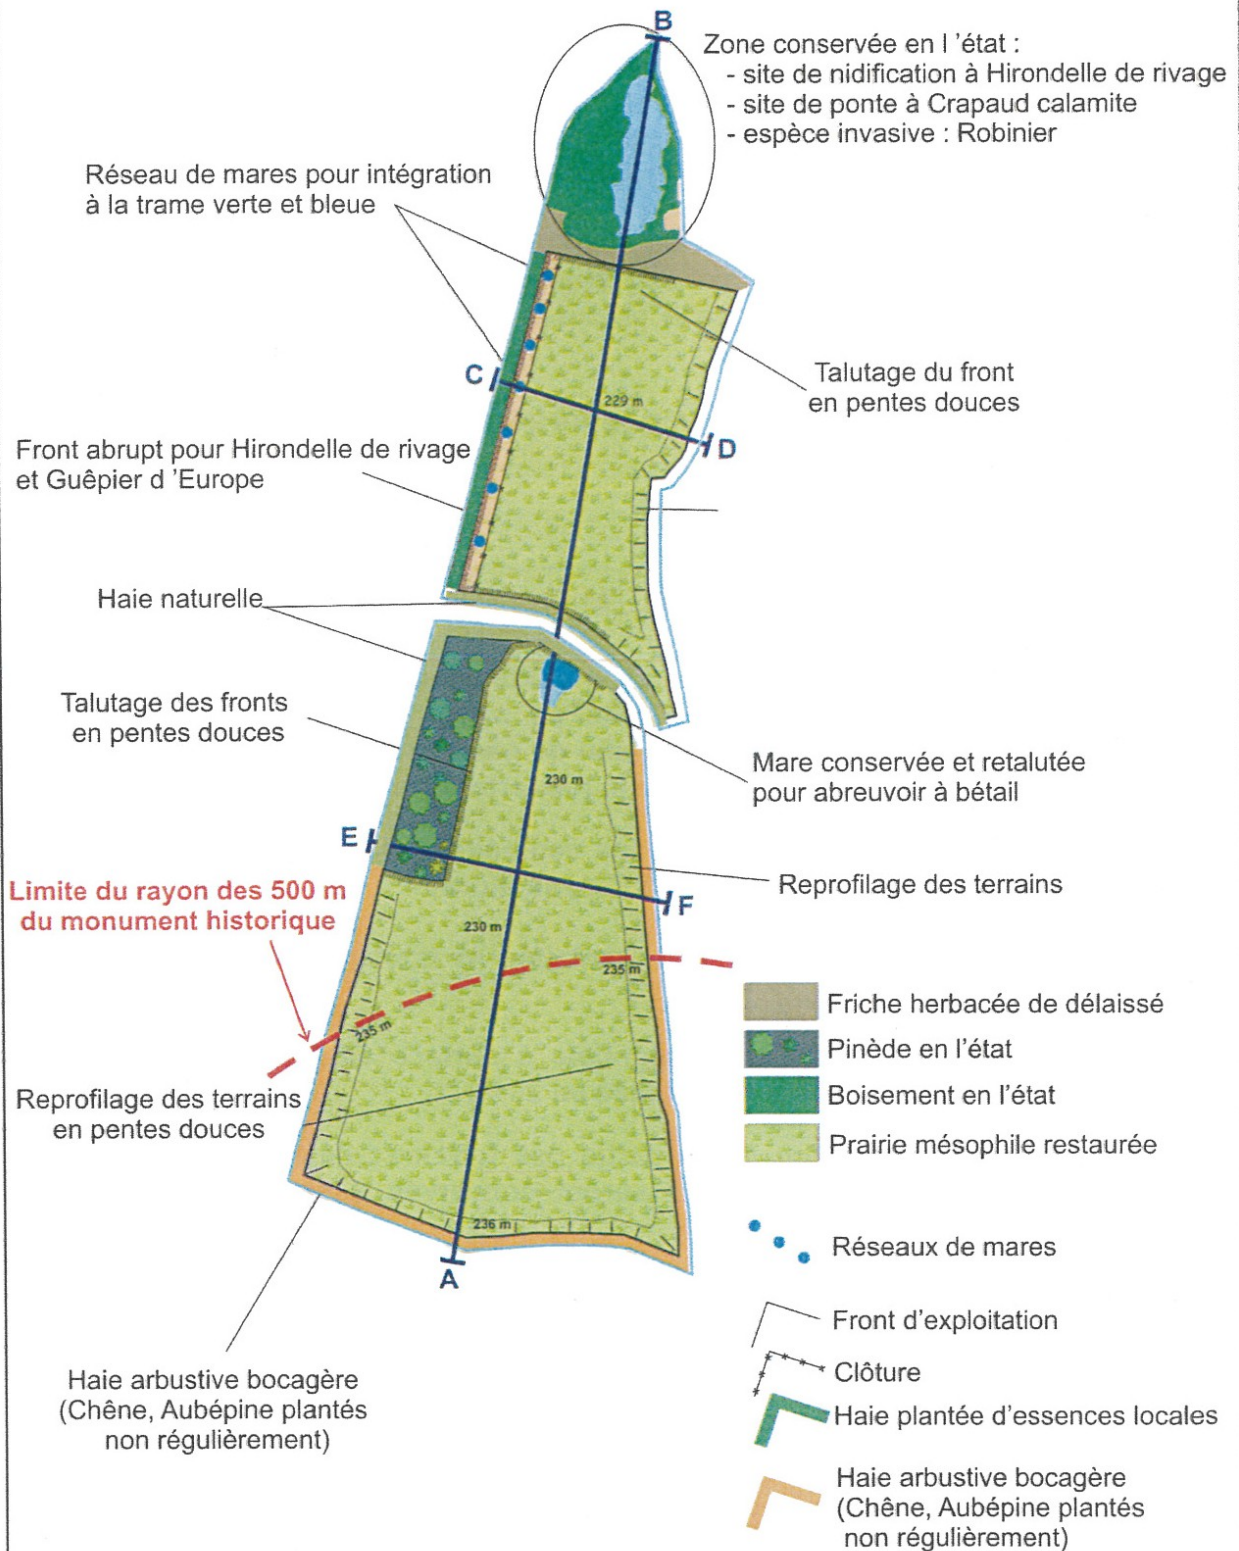 B
Zone conservée en l 'état :
- site de nidification à Hirondelle de rivage
- site de ponte à Crapaud calamite
- espèce invasive : Robinier
Réseau de mares pour intégration
à la trame verte et bleue
C
229 m
Talutage du front
en pentes douces
D
Front abrupt pour Hirondelle de rivage
et Guêpier d 'Europe
Haie naturelle
Talutage des fronts
en pentes douces
230 m
Mare conservée et retalutée
pour abreuvoir à bétail
E
Reprofilage des terrains
F
Limite du rayon des 500 m
du monument historique
230 m
235 m
235 m
Reprofilage des terrains
en pentes douces
236 m
A
Haie arbustive bocagère
(Chêne, Aubépine plantés
non régulièrement)
Friche herbacée de délaissé
Pinède en l'état
Boisement en l'état
Prairie mésophile restaurée
Réseaux de mares
Front d'exploitation
Clôture
Haie plantée d'essences locales
Haie arbustive bocagère
(Chêne, Aubépine plantés
non régulièrement)